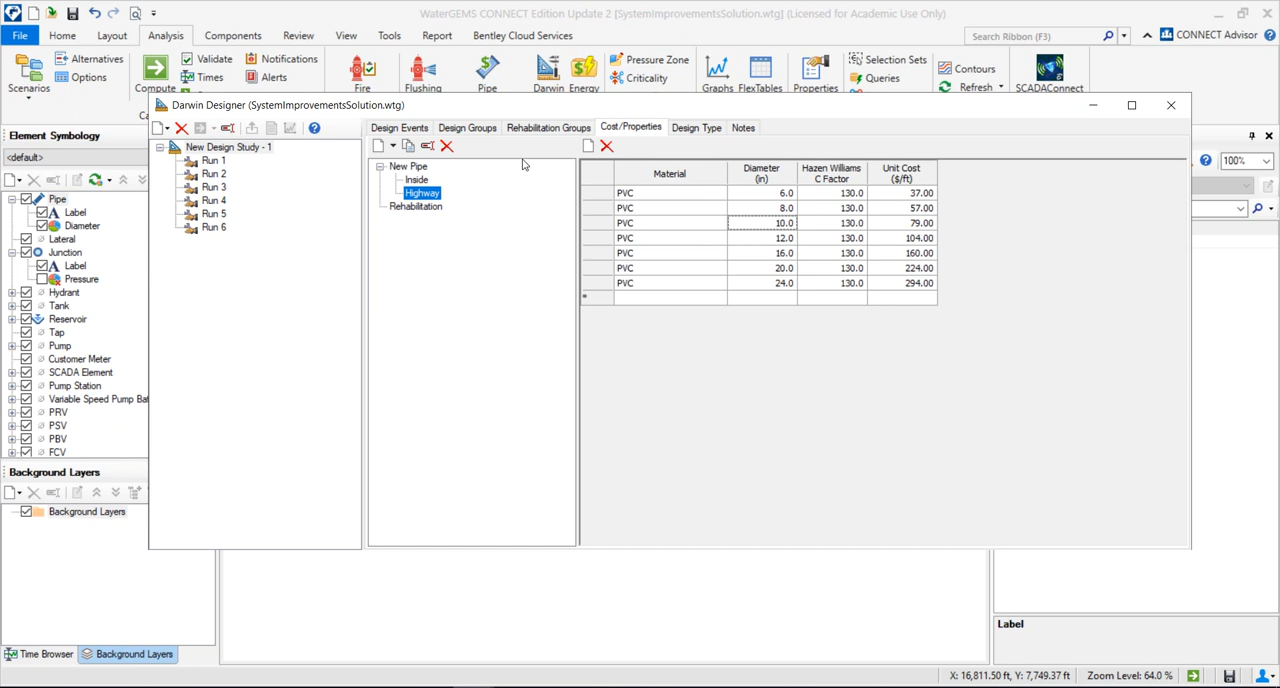 WaterGEMS CONNECT Edition Update 2 [SystemImprovementsSolution.wtg] (Licensed for Academic Use Only)
File Home Layout Analysis Components Review View Tools Report Bentley Cloud Services Search Ribbon (F3) CONNECT Advisor
Alternatives Validate Notifications Pressure Zone Selection Sets Contours
Options Times Alerts Criticality Queries Refresh
Scenarios Compute Fire Flushing Pipe Darwin Energy Graphs FlexTables Properties SCADAConnect
Darwin Designer (SystemImprovementsSolution.wtg)
Element Symbology
<default>
100%
Design Events Design Groups Rehabilitation Groups Cost/Properties Design Type Notes
New Design Study - 1
Run 1
Run 2
Run 3
Run 4
Run 5
Run 6
New Pipe
Inside
Highway
Rehabilitation
Material Diameter (in) Hazen Williams C Factor Unit Cost ($/ft)
PVC 6.0 130.0 37.00
PVC 8.0 130.0 57.00
PVC 10.0 130.0 79.00
PVC 12.0 130.0 104.00
PVC 16.0 130.0 160.00
PVC 20.0 130.0 224.00
PVC 24.0 130.0 294.00
*
Pipe
Label
Diameter
Lateral
Junction
Label
Pressure
Hydrant
Tank
Reservoir
Tap
Pump
Customer Meter
SCADA Element
Pump Station
Variable Speed Pump Bat
PRV
PSV
PBV
FCV
Background Layers
Background Layers
Time Browser Background Layers
Label
X: 16,811.50 ft, Y: 7,749.37 ft Zoom Level: 64.0 %